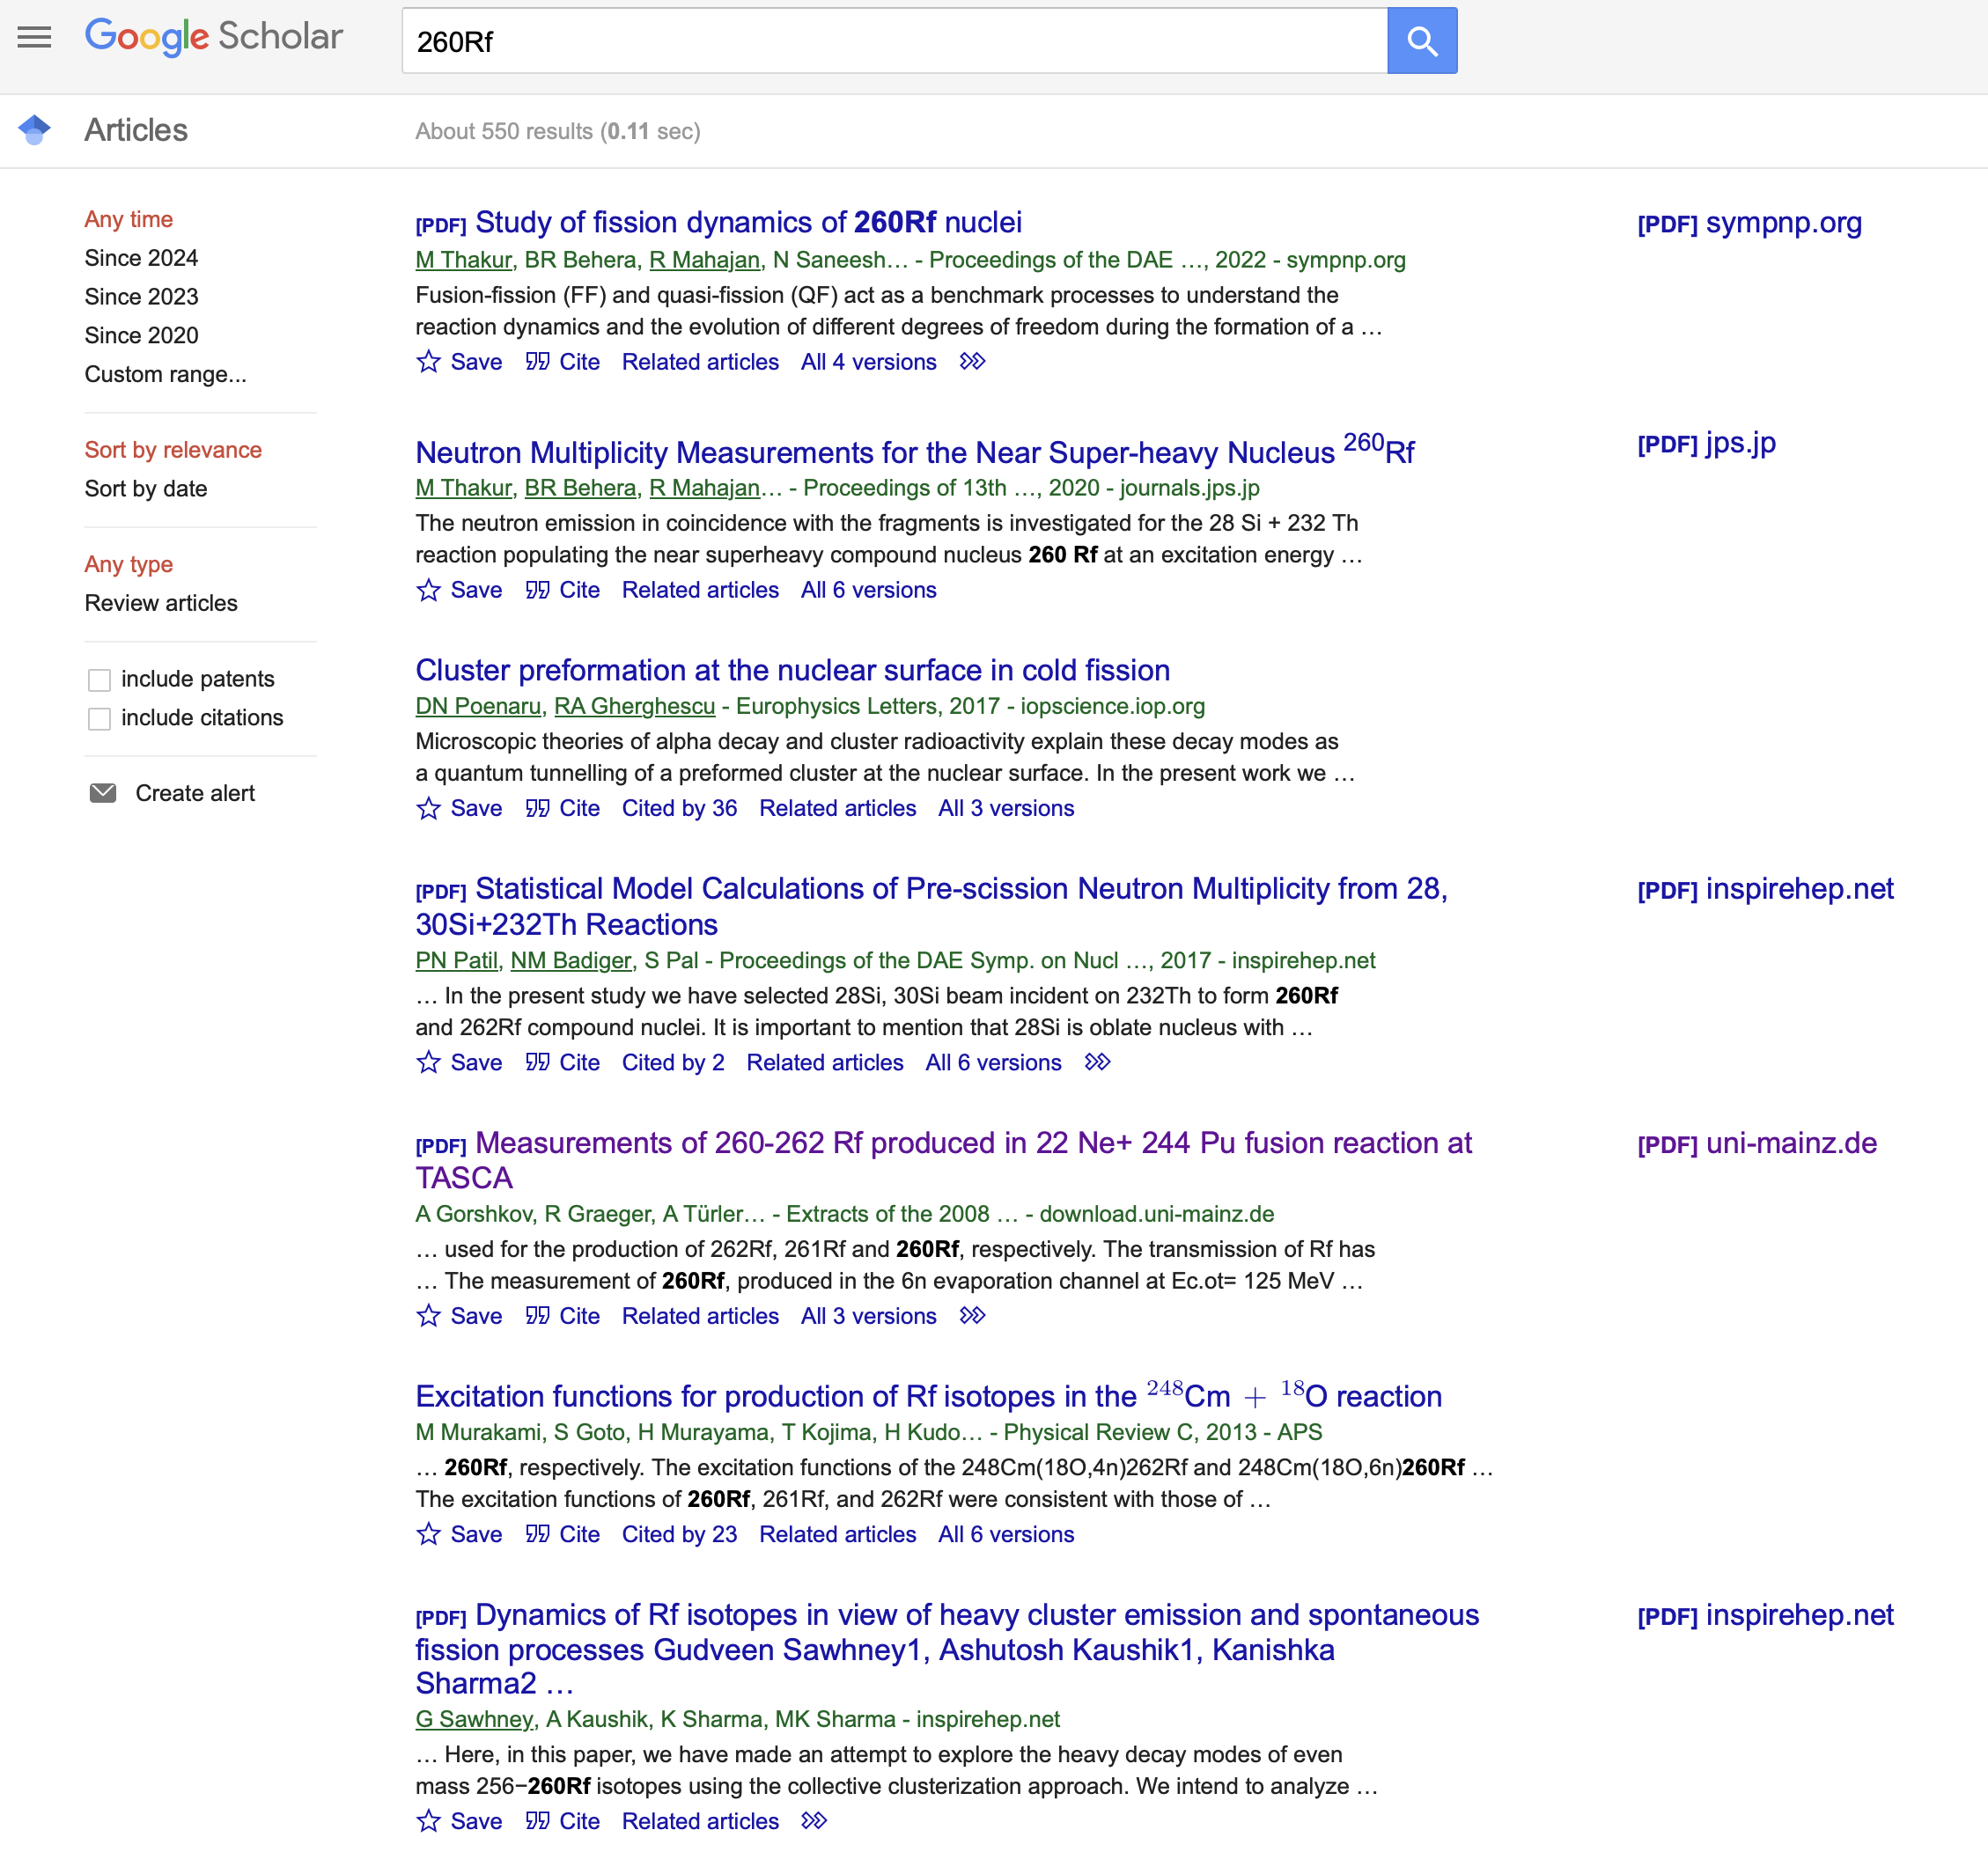 Google Scholar
260Rf
Articles
About 550 results (0.11 sec)
Any time
Since 2024
Since 2023
Since 2020
Custom range...
Sort by relevance
Sort by date
Any type
Review articles
include patents
include citations
Create alert
[PDF] Study of fission dynamics of 260Rf nuclei
M Thakur, BR Behera, R Mahajan, N Saneesh… - Proceedings of the DAE …, 2022 - sympnp.org
Fusion-fission (FF) and quasi-fission (QF) act as a benchmark processes to understand the
reaction dynamics and the evolution of different degrees of freedom during the formation of a …
Save Cite Related articles All 4 versions
[PDF] sympnp.org
Neutron Multiplicity Measurements for the Near Super-heavy Nucleus ²⁶⁰Rf
M Thakur, BR Behera, R Mahajan… - Proceedings of 13th …, 2020 - journals.jps.jp
The neutron emission in coincidence with the fragments is investigated for the 28 Si + 232 Th
reaction populating the near superheavy compound nucleus 260 Rf at an excitation energy …
Save Cite Related articles All 6 versions
[PDF] jps.jp
Cluster preformation at the nuclear surface in cold fission
DN Poenaru, RA Gherghescu - Europhysics Letters, 2017 - iopscience.iop.org
Microscopic theories of alpha decay and cluster radioactivity explain these decay modes as
a quantum tunnelling of a preformed cluster at the nuclear surface. In the present work we …
Save Cite Cited by 36 Related articles All 3 versions
[PDF] Statistical Model Calculations of Pre-scission Neutron Multiplicity from 28,
30Si+232Th Reactions
PN Patil, NM Badiger, S Pal - Proceedings of the DAE Symp. on Nucl …, 2017 - inspirehep.net
… In the present study we have selected 28Si, 30Si beam incident on 232Th to form 260Rf
and 262Rf compound nuclei. It is important to mention that 28Si is oblate nucleus with …
Save Cite Cited by 2 Related articles All 6 versions
[PDF] inspirehep.net
[PDF] Measurements of 260-262 Rf produced in 22 Ne+ 244 Pu fusion reaction at
TASCA
A Gorshkov, R Graeger, A Türler… - Extracts of the 2008 … - download.uni-mainz.de
… used for the production of 262Rf, 261Rf and 260Rf, respectively. The transmission of Rf has
… The measurement of 260Rf, produced in the 6n evaporation channel at Ec.ot= 125 MeV …
Save Cite Related articles All 3 versions
[PDF] uni-mainz.de
Excitation functions for production of Rf isotopes in the ²⁴⁸Cm + ¹⁸O reaction
M Murakami, S Goto, H Murayama, T Kojima, H Kudo… - Physical Review C, 2013 - APS
… 260Rf, respectively. The excitation functions of the 248Cm(18O,4n)262Rf and 248Cm(18O,6n)260Rf …
The excitation functions of 260Rf, 261Rf, and 262Rf were consistent with those of …
Save Cite Cited by 23 Related articles All 6 versions
[PDF] Dynamics of Rf isotopes in view of heavy cluster emission and spontaneous
fission processes Gudveen Sawhney1, Ashutosh Kaushik1, Kanishka
Sharma2 …
G Sawhney, A Kaushik, K Sharma, MK Sharma - inspirehep.net
… Here, in this paper, we have made an attempt to explore the heavy decay modes of even
mass 256−260Rf isotopes using the collective clusterization approach. We intend to analyze …
Save Cite Related articles
[PDF] inspirehep.net